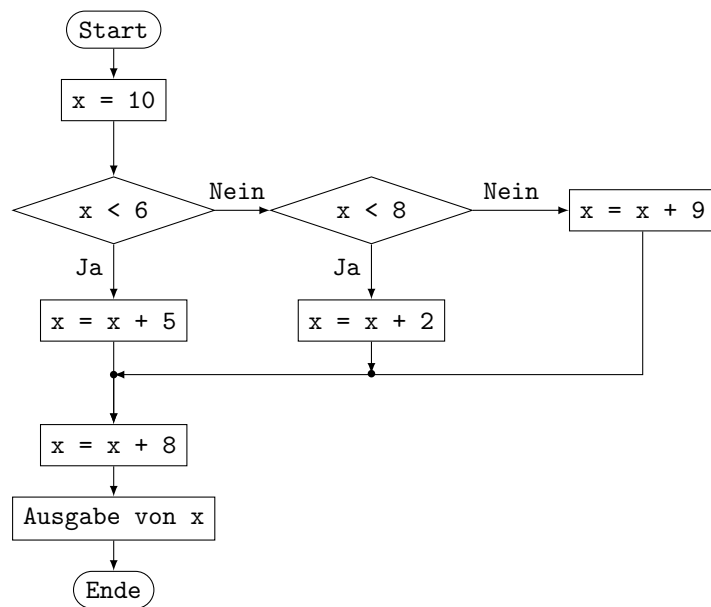 Start
x = 10
x < 6
Nein
x < 8
Nein
x = x + 9
Ja
Ja
x = x + 5
x = x + 2
x = x + 8
Ausgabe von x
Ende